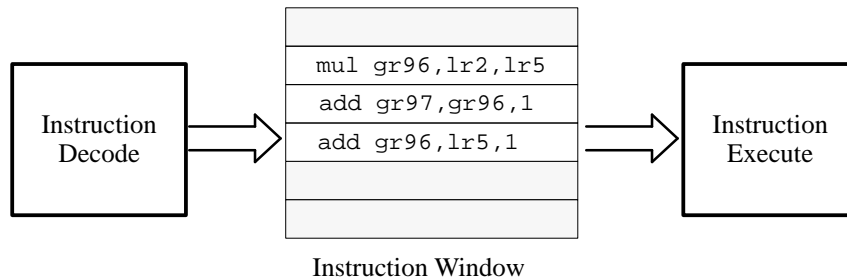 mul gr96,lr2,lr5
add gr97,gr96,1
add gr96,lr5,1
Instruction
Decode
Instruction
Execute
Instruction Window